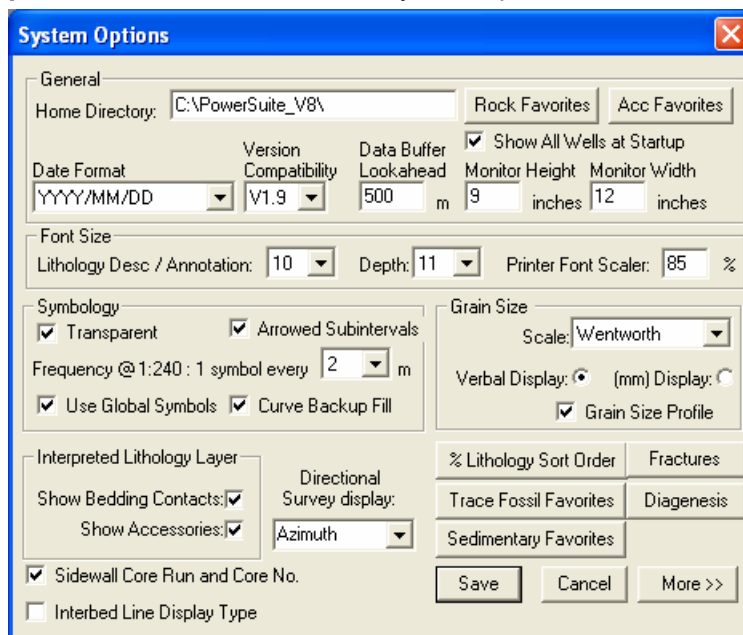 System Options
General
Home Directory: C:\PowerSuite_V8\ Rock Favorites Acc Favorites
Show All Wells at Startup
Date Format Version Compatibility Data Buffer Lookahead Monitor Height Monitor Width
YYYY/MM/DD V1.9 500 m 9 inches 12 inches
Font Size
Lithology Desc / Annotation: 10 Depth: 11 Printer Font Scaler: 85 %
Symbology
Transparent Arrowed Subintervals
Frequency @ 1:240 : 1 symbol every 2 m
Use Global Symbols Curve Backup Fill
Grain Size
Scale: Wentworth
Verbal Display: (mm) Display:
Grain Size Profile
Interpreted Lithology Layer
Show Bedding Contacts:
Show Accessories:
Directional
Survey display:
Azimuth
% Lithology Sort Order Fractures
Trace Fossil Favorites Diagenesis
Sedimentary Favorites
Sidewall Core Run and Core No.
Interbed Line Display Type
Save Cancel More >>